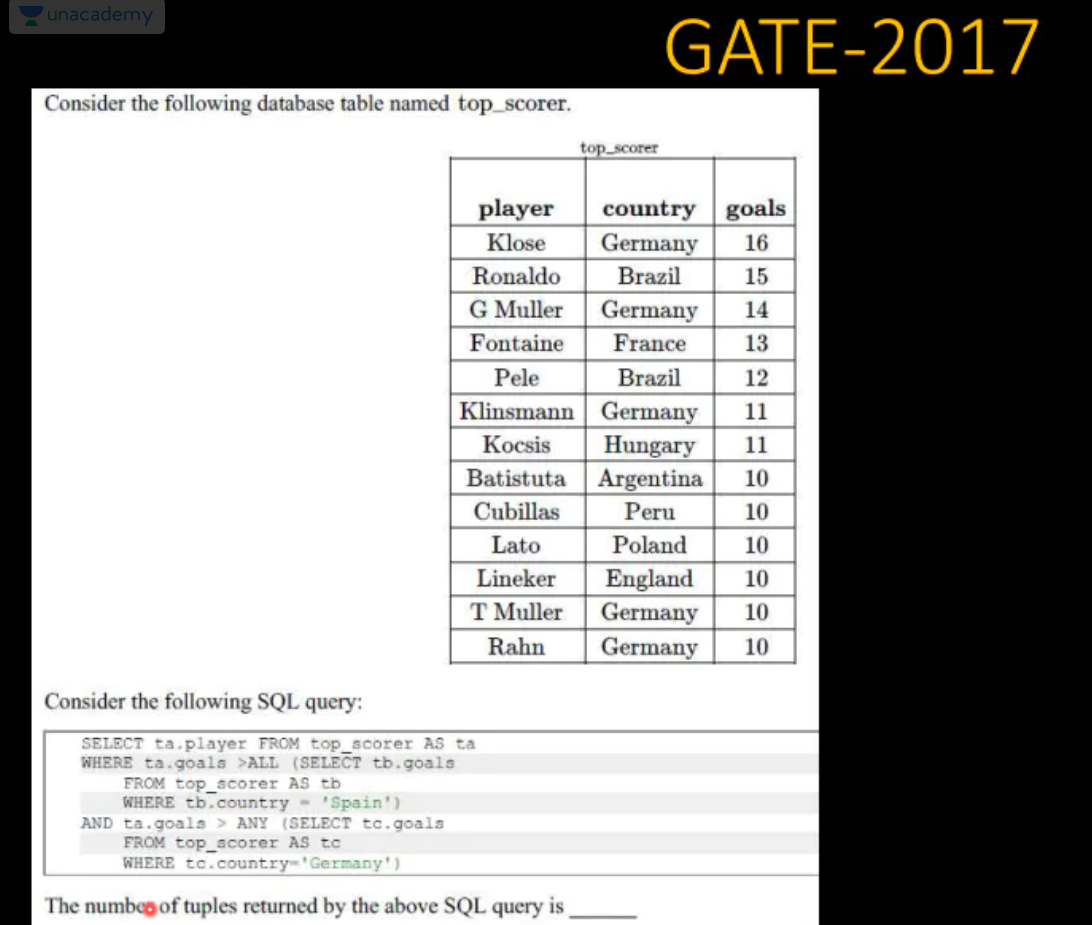 unacademy
GATE-2017
Consider the following database table named top_scorer.
top_scorer
player country goals
Klose Germany 16
Ronaldo Brazil 15
G Muller Germany 14
Fontaine France 13
Pele Brazil 12
Klinsmann Germany 11
Kocsis Hungary 11
Batistuta Argentina 10
Cubillas Peru 10
Lato Poland 10
Lineker England 10
T Muller Germany 10
Rahn Germany 10
Consider the following SQL query:
SELECT ta.player FROM top_scorer AS ta
WHERE ta.goals >ALL (SELECT tb.goals
FROM top_scorer AS tb
WHERE tb.country = 'Spain')
AND ta.goals > ANY (SELECT tc.goals
FROM top_scorer AS tc
WHERE tc.country='Germany')
The number of tuples returned by the above SQL query is ______